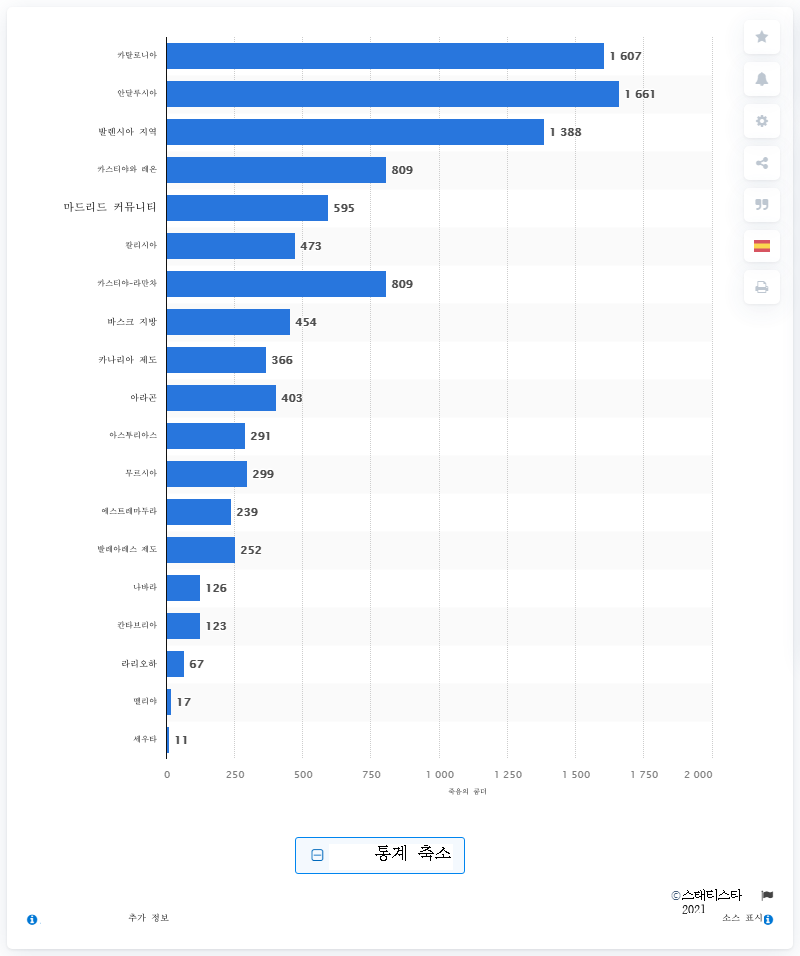 카탈로니아 1 607
안달루시아 1 661
발렌시아 지역 1 388
카스티야와 레온 809
마드리드 커뮤니티 595
갈리시아 473
카스티야-라만차 809
바스크 지방 454
카나리아 제도 366
아라곤 403
아스투리아스 291
무르시아 299
에스트레마두라 239
발레아레스 제도 252
나바라 126
칸타브리아 123
라리오하 67
멜리야 17
세우타 11
0 250 500 750 1 000 1 250 1 500 1 750 2 000
죽음의
통계 축소
©스태티스타
2021
추가 정보
소스 표시